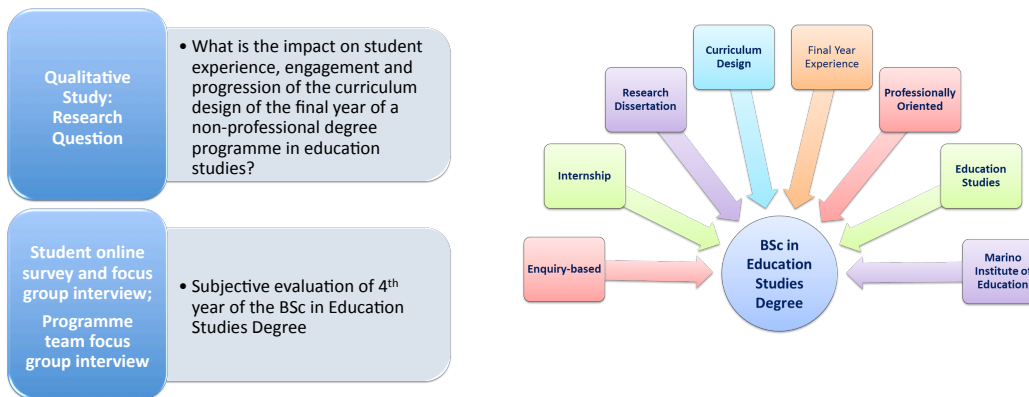 Qualitative
Study:
Research
Question
• What is the impact on student
experience, engagement and
progression of the curriculum
design of the final year of a
non-professional degree
programme in education
studies?
Student online
survey and focus
group interview;
Programme
team focus
group interview
• Subjective evaluation of 4th
year of the BSc in Education
Studies Degree
Enquiry-based
Internship
Research
Dissertation
Curriculum
Design
Final Year
Experience
Professionally
Oriented
Education
Studies
Marino
Institute of
Education
BSc in
Education
Studies
Degree